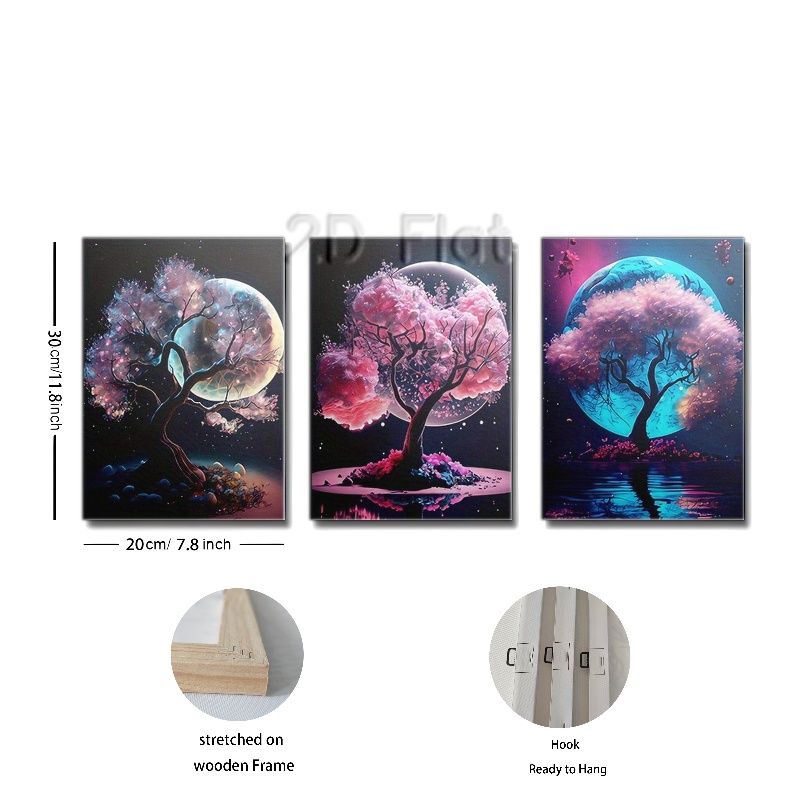 2D Flat
30cm/11.8inch
20cm/ 7.8 inch
stretched on
wooden Frame
Hook
Ready to Hang